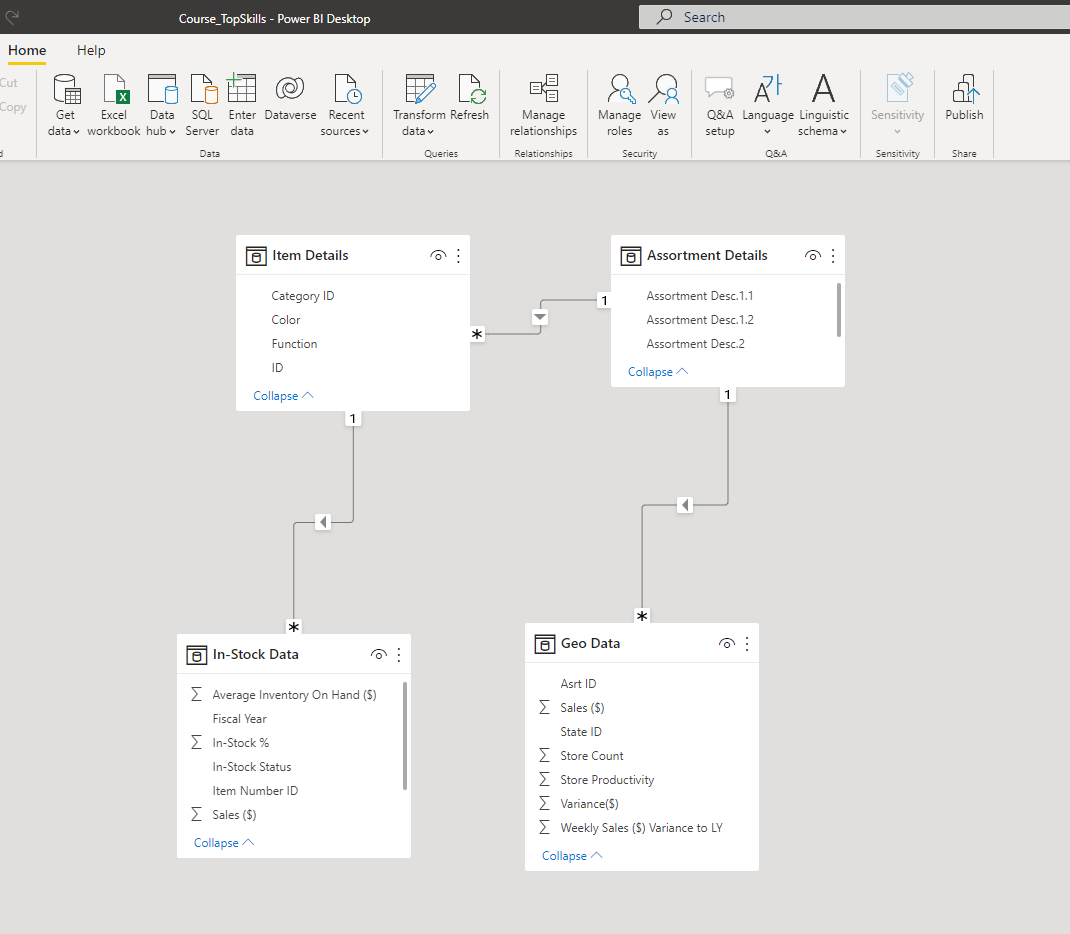 Course_TopSkills - Power BI Desktop
Search
Home Help
Cut
Copy
Get data
Excel workbook
Data hub
SQL Server
Enter data
Dataverse
Recent sources
Transform data
Refresh
Manage relationships
Manage roles
View as
Q&A setup
Language
Linguistic schema
Sensitivity
Publish
Data
Queries
Relationships
Security
Q&A
Sensitivity
Share
Item Details
Category ID
Color
Function
ID
Collapse
1
*
Assortment Details
Assortment Desc.1.1
Assortment Desc.1.2
Assortment Desc.2
Collapse
1
1
*
In-Stock Data
Σ Average Inventory On Hand ($)
Fiscal Year
Σ In-Stock %
In-Stock Status
Item Number ID
Σ Sales ($)
Collapse
*
Geo Data
Asrt ID
Σ Sales ($)
State ID
Σ Store Count
Σ Store Productivity
Σ Variance($)
Σ Weekly Sales ($) Variance to LY
Collapse